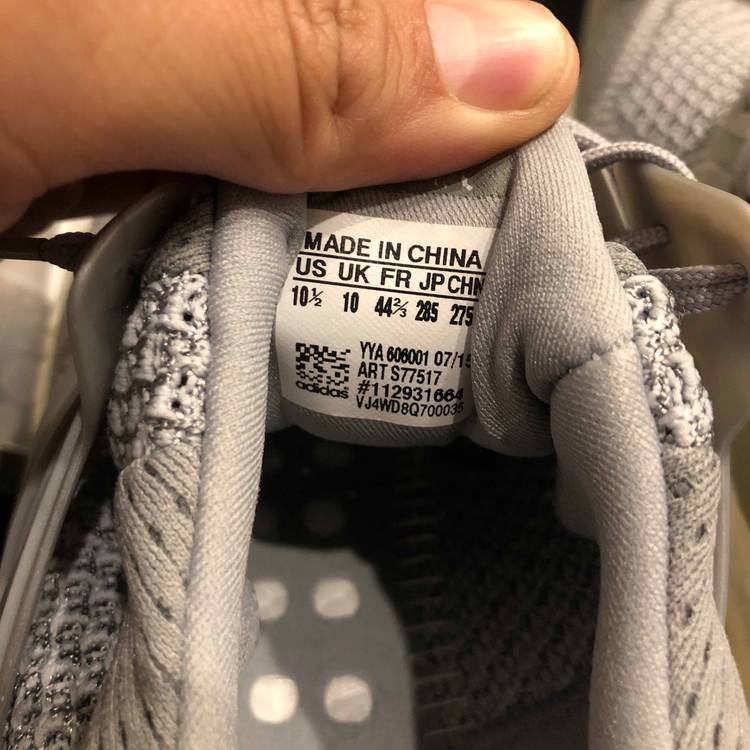 MADE IN CHINA
US UK FR JP CHN
10½ 10 44⅔ 285 275
YYA 606001 07/15
ART S77517
#112931664
VJ4WD8Q700035
adidas